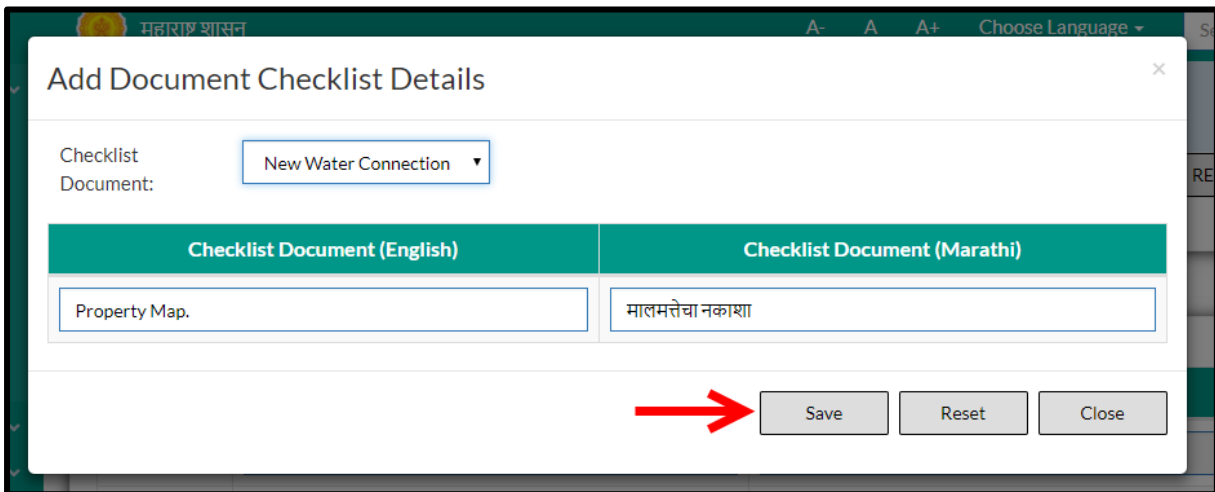 महाराष्ट्र शासन A- A A+ Choose Language
Add Document Checklist Details ×
Checklist
Document: New Water Connection
RE
Checklist Document (English) Checklist Document (Marathi)
Property Map. मालमत्तेचा नकाशा
Save Reset Close